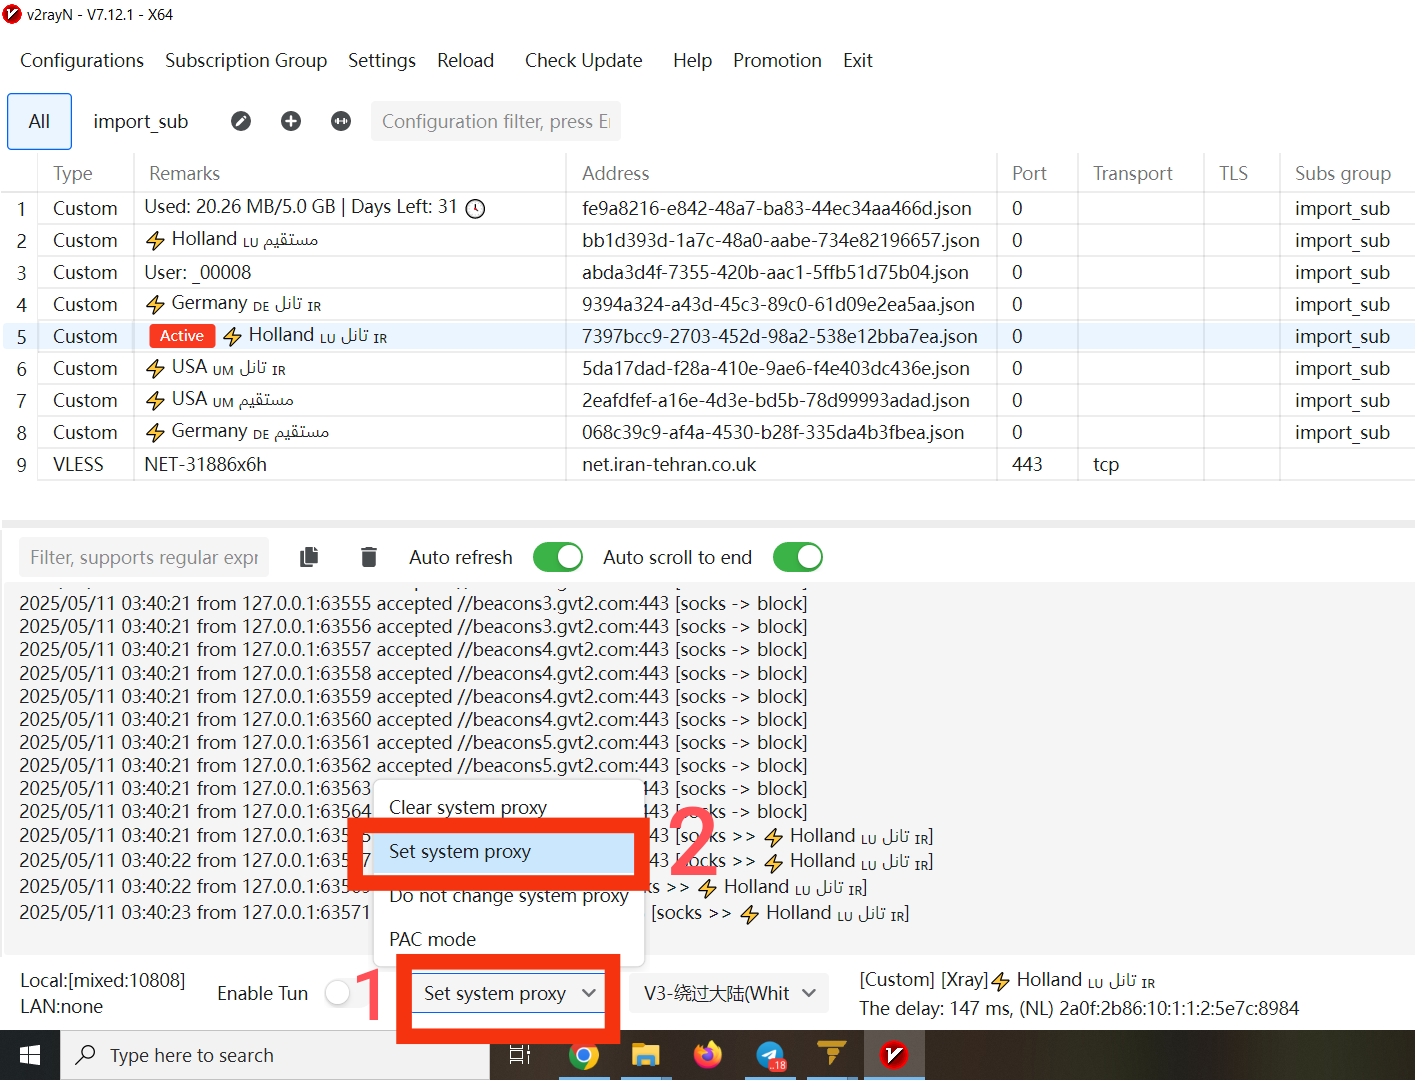 v2rayN - V7.12.1 - X64
Configurations Subscription Group Settings Reload Check Update Help Promotion Exit
All import_sub Configuration filter, press E
Type Remarks Address Port Transport TLS Subs group
1 Custom Used: 20.26 MB/5.0 GB | Days Left: 31 fe9a8216-e842-48a7-ba83-44ec34aa466d.json 0 import_sub
2 Custom ⚡ Holland LU مستقیم bb1d393d-1a7c-48a0-aabe-734e82196657.json 0 import_sub
3 Custom User: _00008 abda3d4f-7355-420b-aac1-5ffb51d75b04.json 0 import_sub
4 Custom ⚡ Germany DE تانل IR 9394a324-a43d-45c3-89c0-61d09e2ea5aa.json 0 import_sub
5 Custom Active ⚡ Holland LU تانل IR 7397bcc9-2703-452d-98a2-538e12bba7ea.json 0 import_sub
6 Custom ⚡ USA UM تانل IR 5da17dad-f28a-410e-9ae6-f4e403dc436e.json 0 import_sub
7 Custom ⚡ USA UM مستقیم 2eafdfef-a16e-4d3e-bd5b-78d99993adad.json 0 import_sub
8 Custom ⚡ Germany DE مستقیم 068c39c9-af4a-4530-b28f-335da4b3fbea.json 0 import_sub
9 VLESS NET-31886x6h net.iran-tehran.co.uk 443 tcp
Filter, supports regular expr Auto refresh Auto scroll to end
2025/05/11 03:40:21 from 127.0.0.1:63555 accepted //beacons3.gvt2.com:443 [socks -> block]
2025/05/11 03:40:21 from 127.0.0.1:63556 accepted //beacons3.gvt2.com:443 [socks -> block]
2025/05/11 03:40:21 from 127.0.0.1:63557 accepted //beacons4.gvt2.com:443 [socks -> block]
2025/05/11 03:40:21 from 127.0.0.1:63558 accepted //beacons4.gvt2.com:443 [socks -> block]
2025/05/11 03:40:21 from 127.0.0.1:63559 accepted //beacons4.gvt2.com:443 [socks -> block]
2025/05/11 03:40:21 from 127.0.0.1:63560 accepted //beacons4.gvt2.com:443 [socks -> block]
2025/05/11 03:40:21 from 127.0.0.1:63561 accepted //beacons5.gvt2.com:443 [socks -> block]
2025/05/11 03:40:21 from 127.0.0.1:63562 accepted //beacons5.gvt2.com:443 [socks -> block]
2025/05/11 03:40:21 from 127.0.0.1:63563 43 [socks -> block]
2025/05/11 03:40:21 from 127.0.0.1:63564 43 [socks -> block]
2025/05/11 03:40:21 from 127.0.0.1:63 43 [socks >> ⚡ Holland LU تانل IR]
2025/05/11 03:40:22 from 127.0.0.1:63 43 [socks >> ⚡ Holland LU تانل IR]
2025/05/11 03:40:22 from 127.0.0.1:63 ks >> ⚡ Holland LU تانل IR]
2025/05/11 03:40:23 from 127.0.0.1:63571 [socks >> ⚡ Holland LU تانل IR]
Clear system proxy
Set system proxy 2
Do not change system proxy
PAC mode
Local:[mixed:10808]
LAN:none
Enable Tun 1 Set system proxy V3-绕过大陆(Whit
[Custom] [Xray]⚡ Holland LU تانل IR
The delay: 147 ms, (NL) 2a0f:2b86:10:1:1:2:5e7c:8984
Type here to search ..18